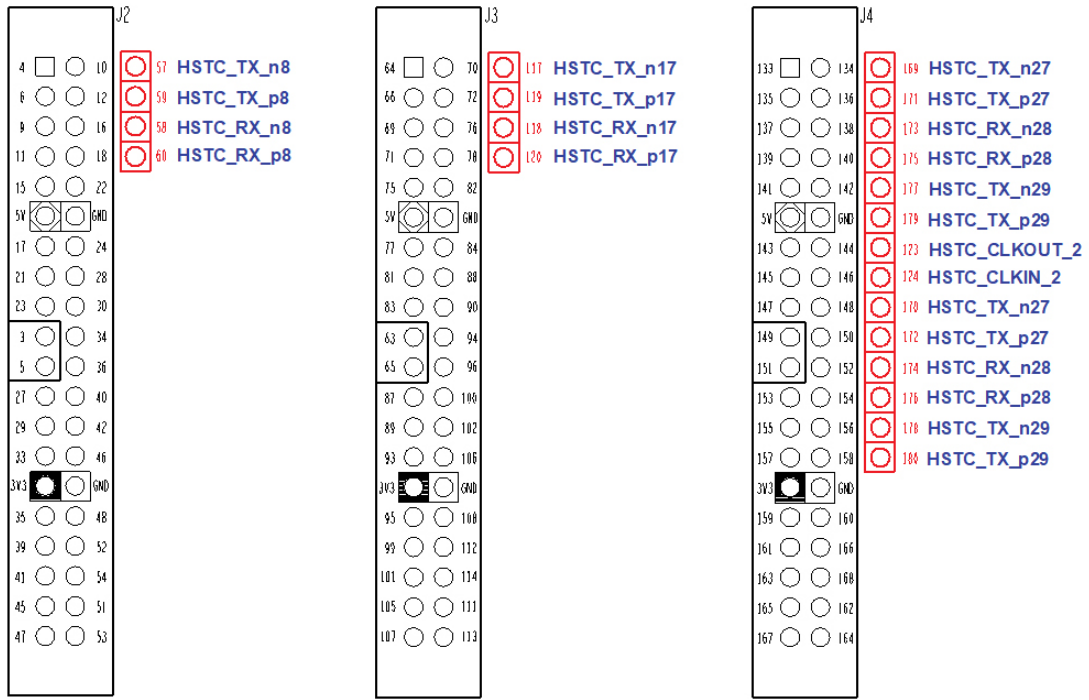 J2
4 10 57 HSTC_TX_n8
6 12 59 HSTC_TX_p8
9 16 58 HSTC_RX_n8
11 18 60 HSTC_RX_p8
15 22
5V GND
17 24
21 28
23 30
3 34
5 36
27 40
29 42
33 46
3V3 GND
35 48
39 52
41 54
45 51
47 53
J3
64 70 117 HSTC_TX_n17
66 72 119 HSTC_TX_p17
69 76 118 HSTC_RX_n17
71 78 120 HSTC_RX_p17
75 82
5V GND
77 84
81 88
83 90
63 94
65 96
87 100
89 102
93 106
3V3 GND
95 108
99 112
101 114
105 111
107 113
J4
133 134 169 HSTC_TX_n27
135 136 171 HSTC_TX_p27
137 138 173 HSTC_RX_n28
139 140 175 HSTC_RX_p28
141 142 177 HSTC_TX_n29
5V GND 179 HSTC_TX_p29
143 144 123 HSTC_CLKOUT_2
145 146 124 HSTC_CLKIN_2
147 148 170 HSTC_TX_n27
149 150 172 HSTC_TX_p27
151 152 174 HSTC_RX_n28
153 154 176 HSTC_RX_p28
155 156 178 HSTC_TX_n29
157 158 180 HSTC_TX_p29
3V3 GND
159 160
161 166
163 168
165 162
167 164